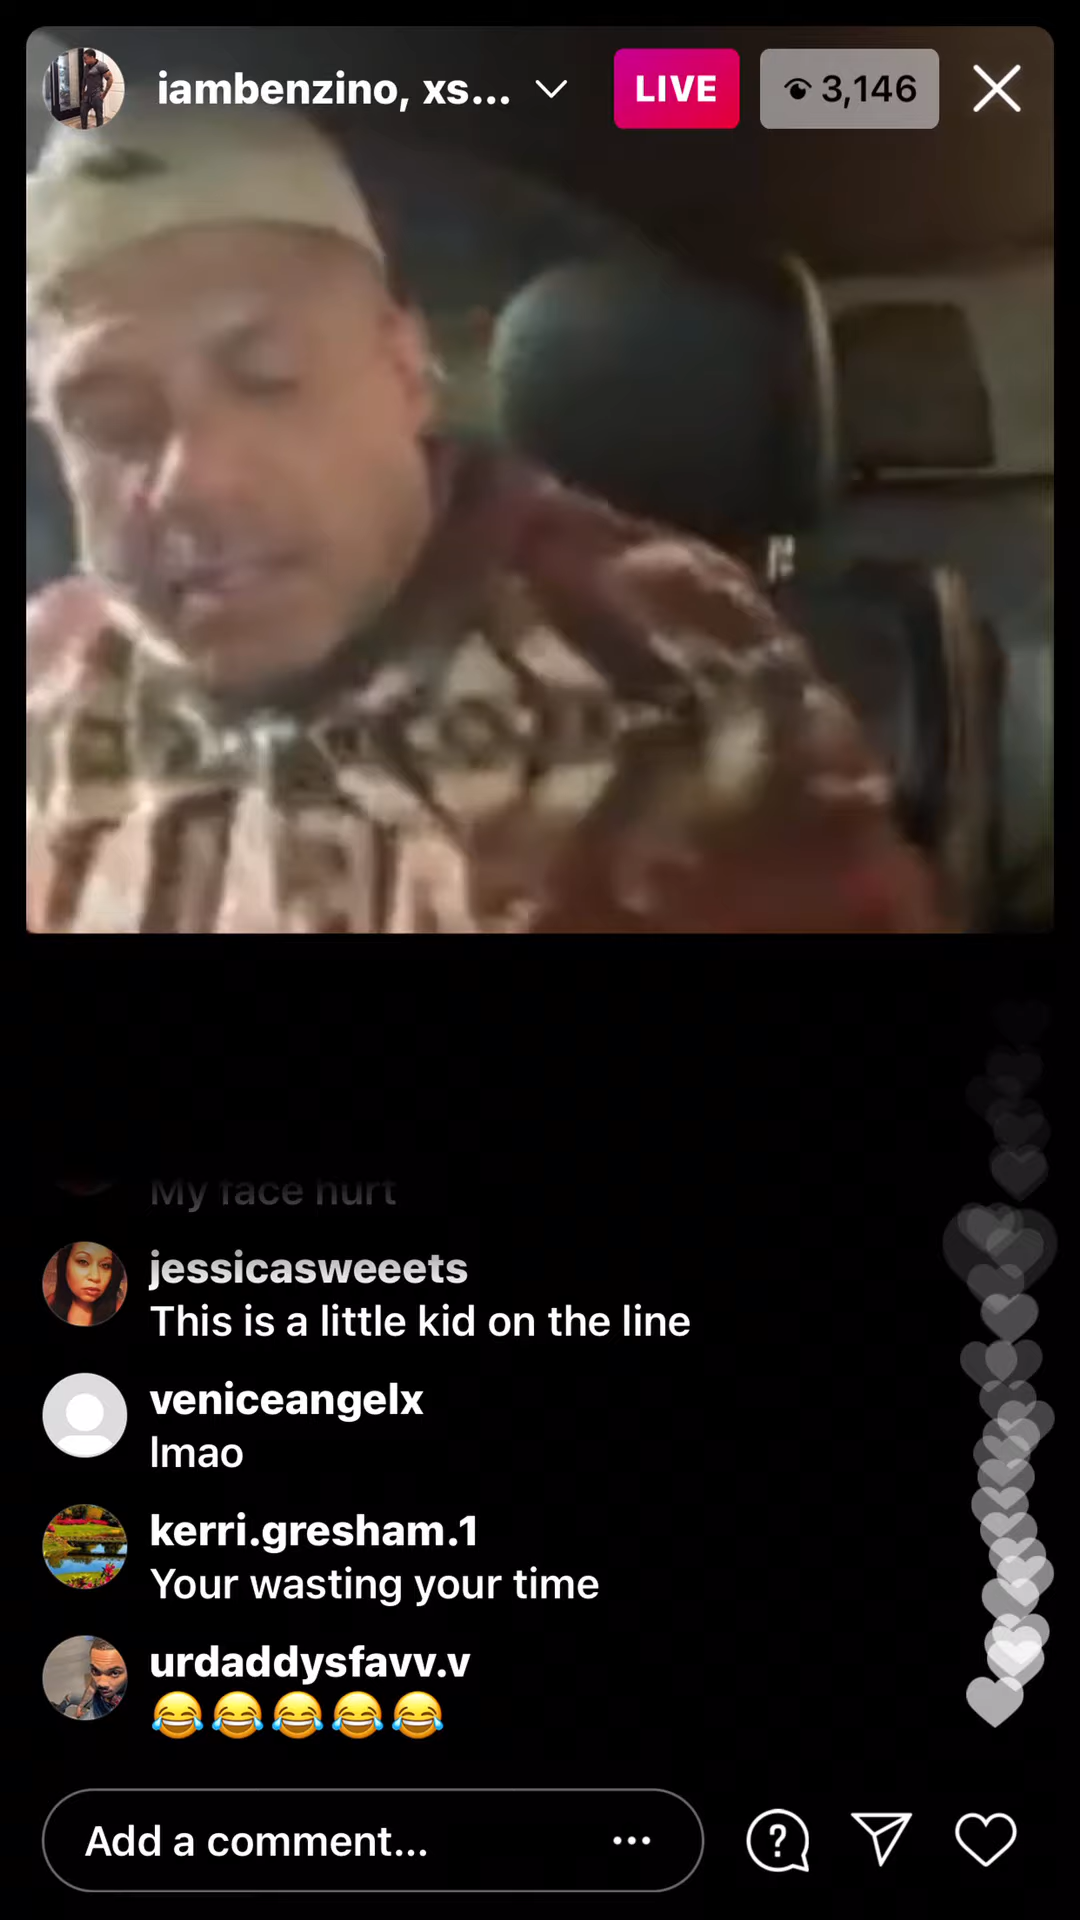 iambenzino, xs...
LIVE
3,146
My face hurt
jessicasweeets
This is a little kid on the line
veniceangelx
lmao
kerri.gresham.1
Your wasting your time
urdaddysfavv.v
😂😂😂😂😂
Add a comment...